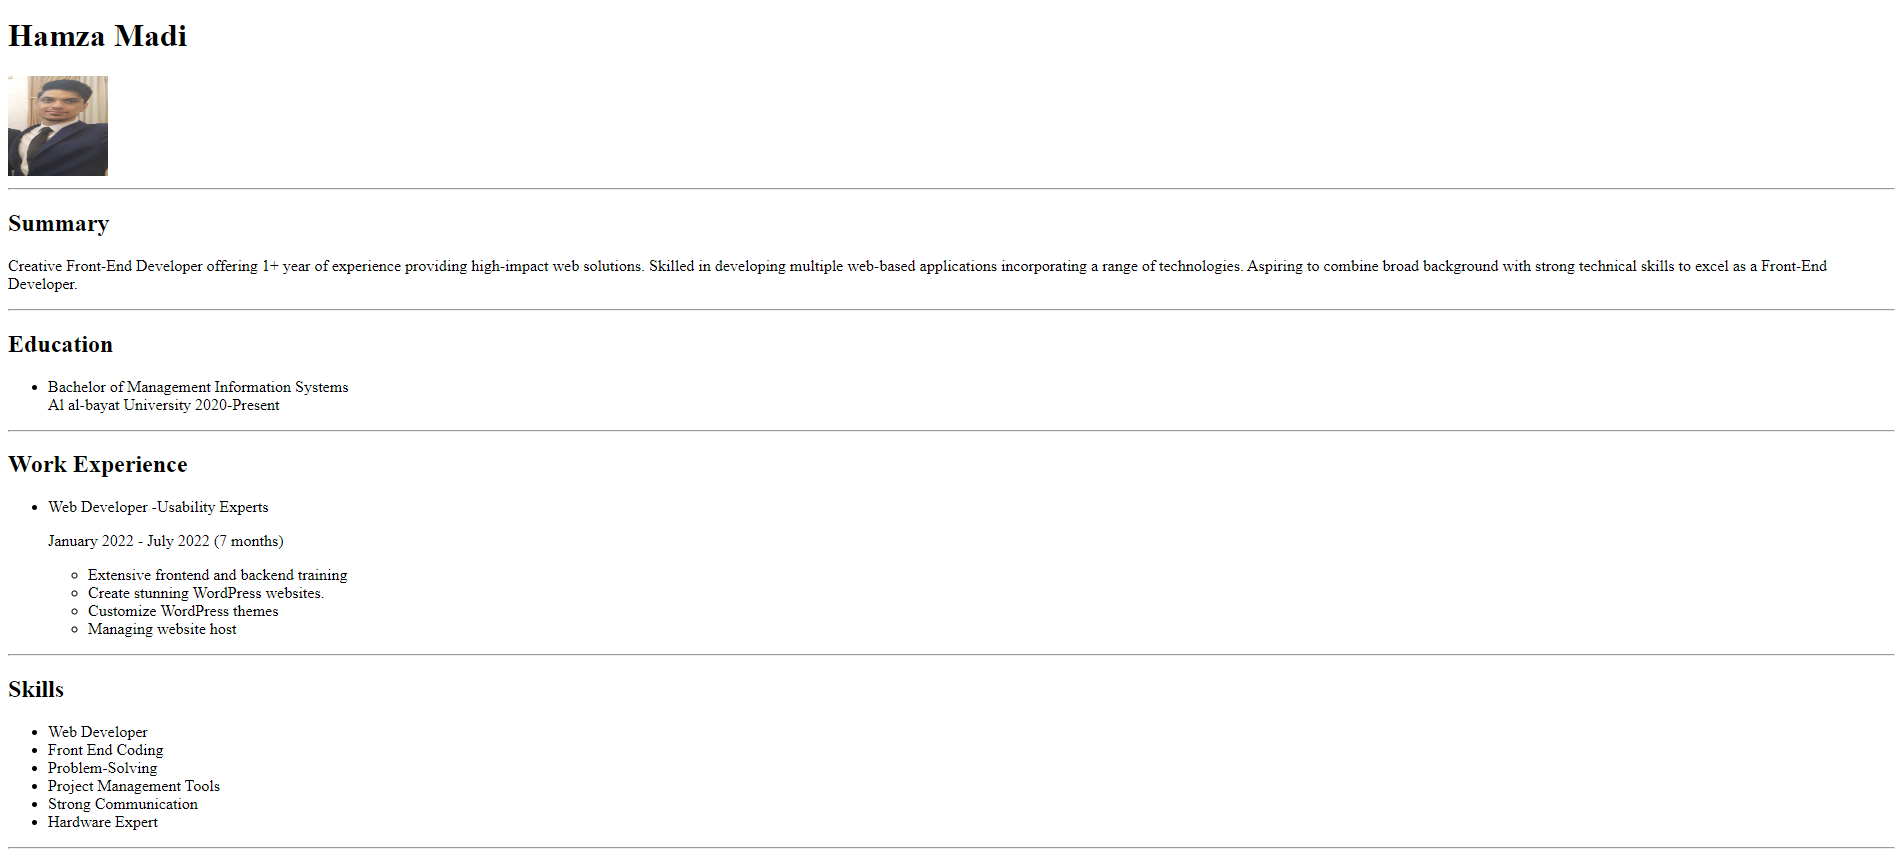 Hamza Madi
Summary
Creative Front-End Developer offering 1+ year of experience providing high-impact web solutions. Skilled in developing multiple web-based applications incorporating a range of technologies. Aspiring to combine broad background with strong technical skills to excel as a Front-End
Developer.
Education
Bachelor of Management Information Systems
Al al-bayat University 2020-Present
Work Experience
Web Developer -Usability Experts
January 2022 - July 2022 (7 months)
Extensive frontend and backend training
Create stunning WordPress websites.
Customize WordPress themes
Managing website host
Skills
Web Developer
Front End Coding
Problem-Solving
Project Management Tools
Strong Communication
Hardware Expert